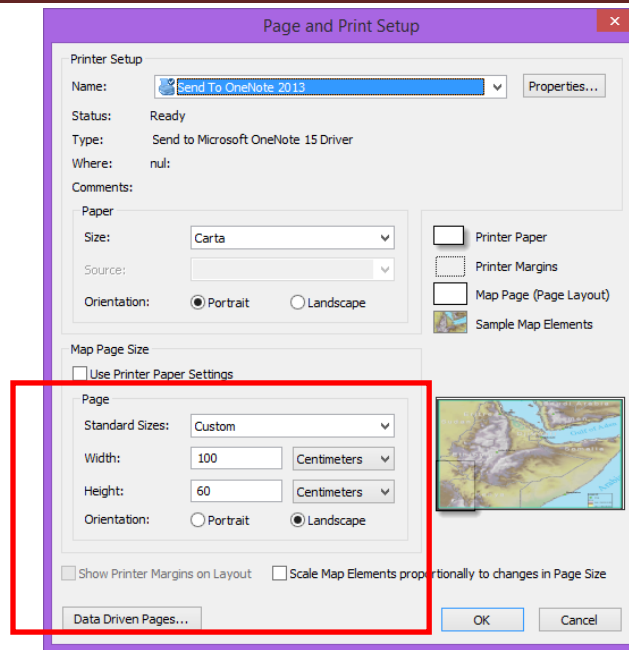 Page and Print Setup
Printer Setup
Name: Send To OneNote 2013 Properties...
Status: Ready
Type: Send to Microsoft OneNote 15 Driver
Where: nul:
Comments:
Paper
Size: Carta
Source:
Orientation: Portrait Landscape
Printer Paper
Printer Margins
Map Page (Page Layout)
Sample Map Elements
Map Page Size
Use Printer Paper Settings
Page
Standard Sizes: Custom
Width: 100 Centimeters
Height: 60 Centimeters
Orientation: Portrait Landscape
Show Printer Margins on Layout Scale Map Elements proportionally to changes in Page Size
Data Driven Pages... OK Cancel